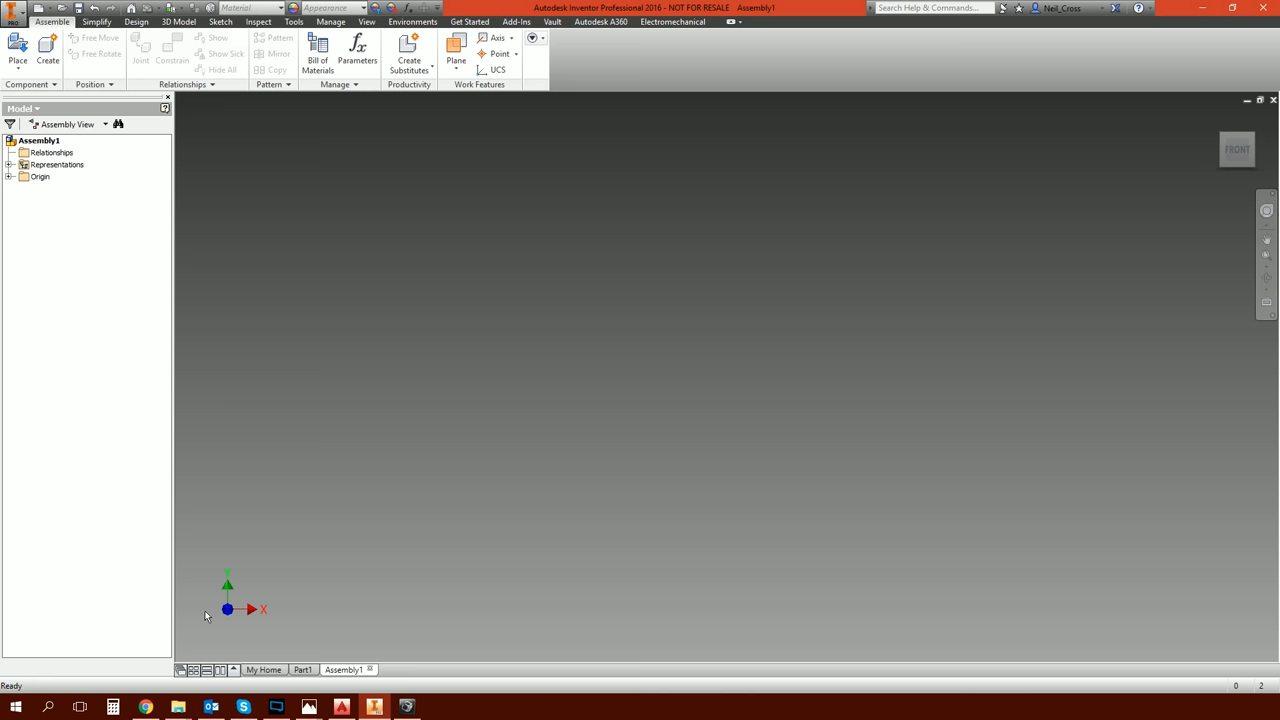 Material
Appearance
Autodesk Inventor Professional 2016 - NOT FOR RESALE Assembly1
Search Help & Commands...
Neil_Cross
PRO
Assemble Simplify Design 3D Model Sketch Inspect Tools Manage View Environments Get Started Add-Ins Vault Autodesk A360 Electromechanical
Place Create
Free Move
Free Rotate
Joint Constrain
Show
Show Sick
Hide All
Pattern
Mirror
Copy
Bill of Materials
Parameters
Create Substitutes
Plane
Axis
Point
UCS
Component Position Relationships Pattern Manage Productivity Work Features
Model
Assembly View
Assembly1
Relationships
Representations
Origin
FRONT
Y
X
My Home Part1 Assembly1
Ready 0 2